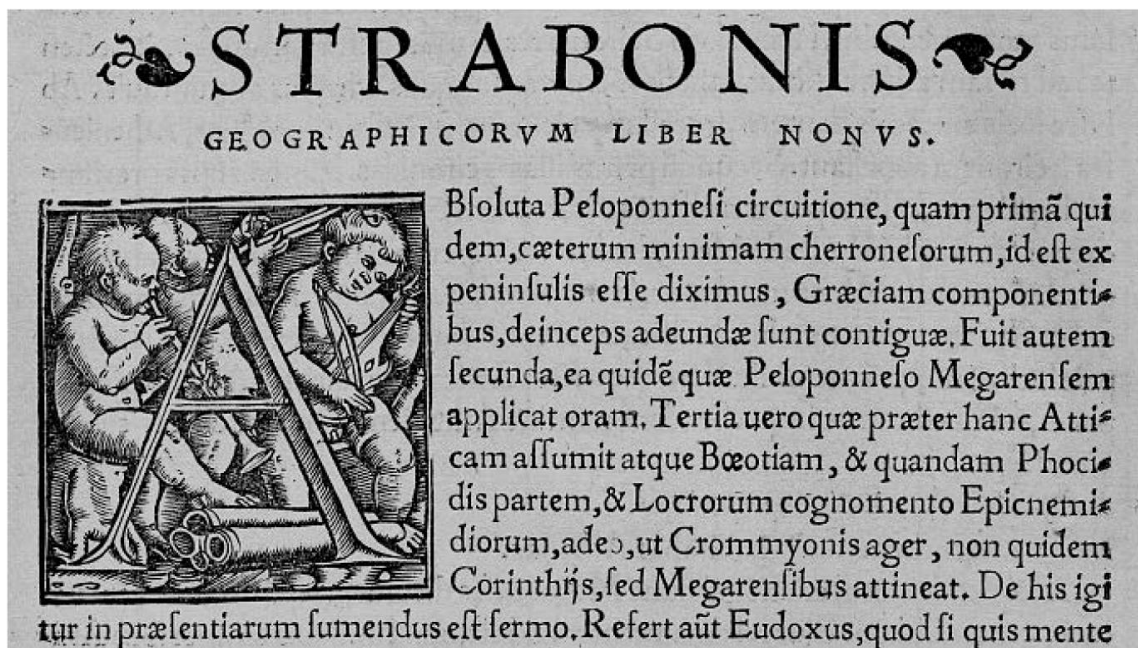 STRABONIS
GEOGRAPHICORVM LIBER NONVS.
ABſoluta Peloponneſi circuitione, quam primã qui
dem, cæterum minimam cherroneſorum, id eſt ex
peninſulis eſſe diximus, Græciam componenti⸗
bus, deinceps adeundæ ſunt contiguæ. Fuit autem
ſecunda, ea quidẽ quæ Peloponneſo Megarenſem
applicat oram. Tertia uero quæ præter hanc Atti⸗
cam aſſumit atque Bœotiam, & quandam Phoci⸗
dis partem, & Locrorum cognomento Epicnemi⸗
diorum, adeo, ut Crommyonis ager, non quidem
Corinthijs, ſed Megarenſibus attineat. De his igi
tur in præſentiarum ſumendus eſt ſermo. Refert aũt Eudoxus, quod ſi quis mente